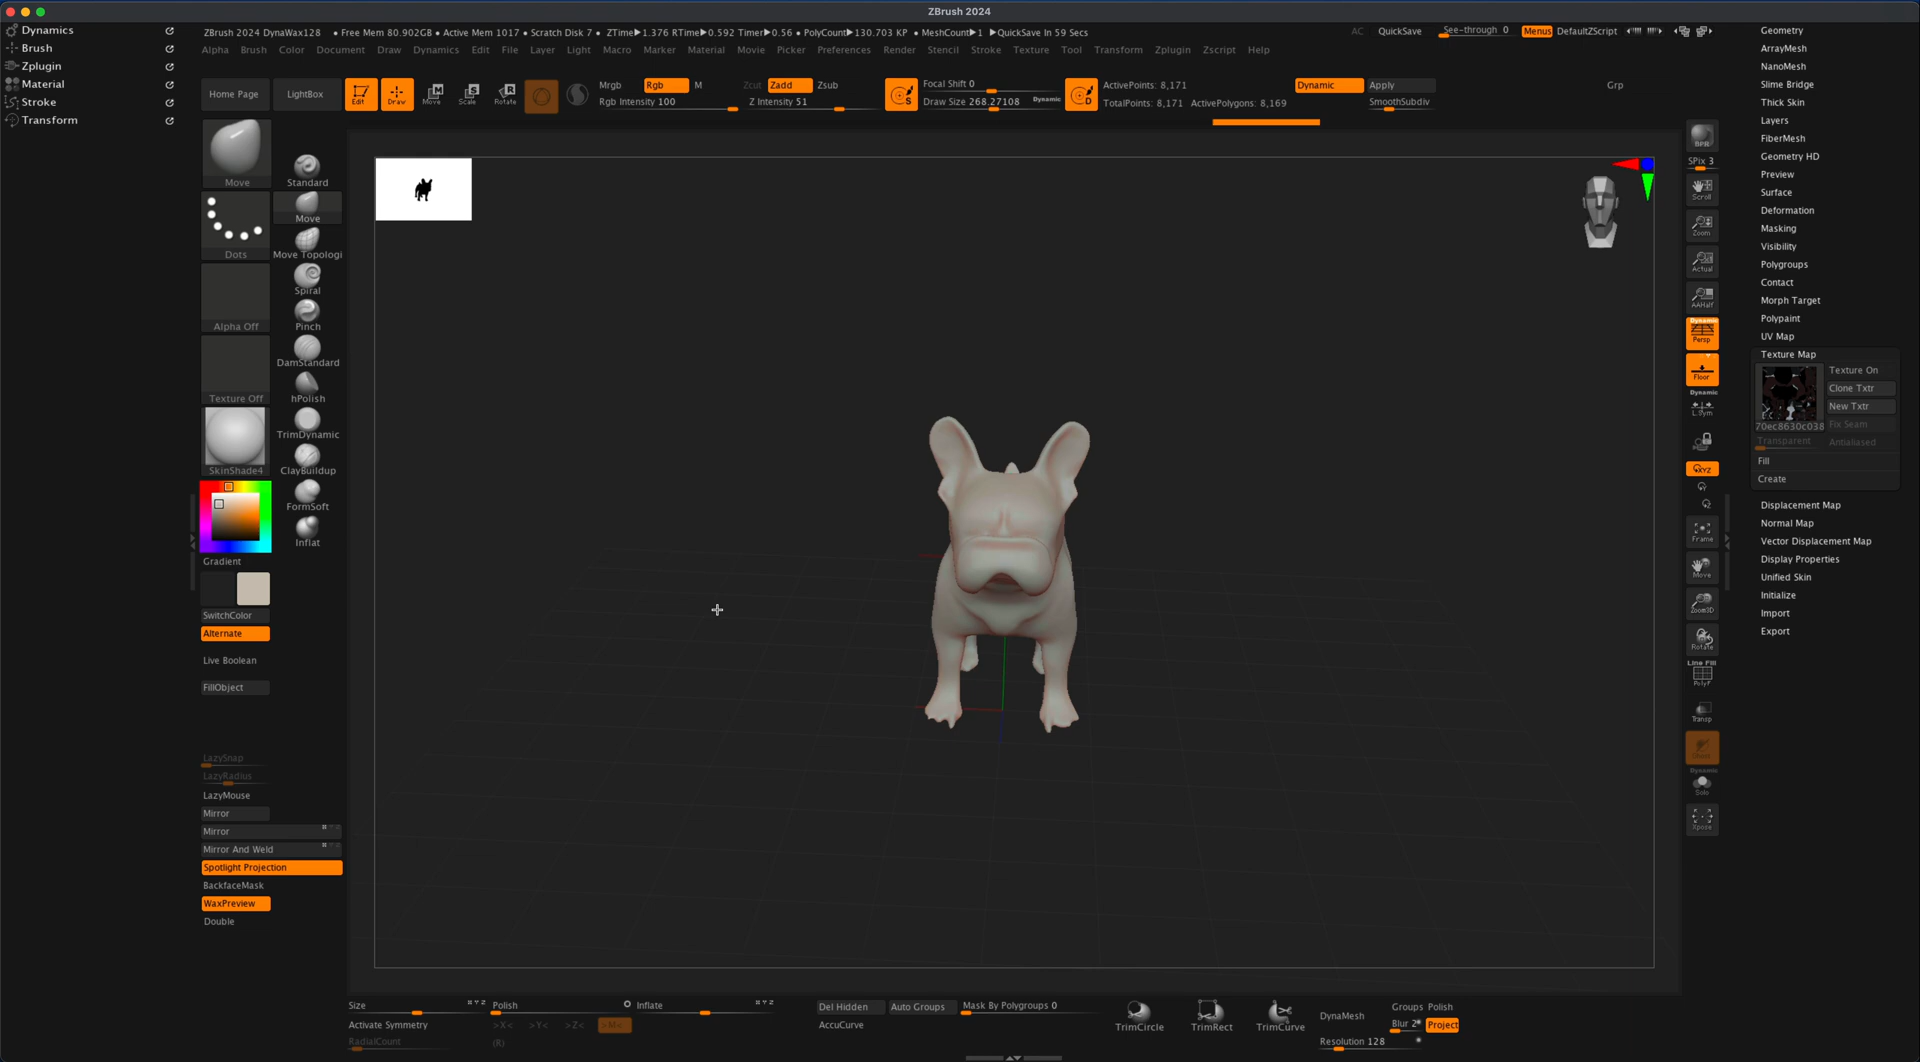 ZBrush 2024
Dynamics
Brush
Zplugin
Material
Stroke
Transform
ZBrush 2024 DynaWax128 • Free Mem 80.902GB • Active Mem 1017 • Scratch Disk 7 • ZTime▶1.376 RTime▶0.592 Timer▶0.56 • PolyCount▶130.703 KP • MeshCount▶1 ▶QuickSave In 59 Secs
AC QuickSave See-through 0 Menus DefaultZScript
Alpha Brush Color Document Draw Dynamics Edit File Layer Light Macro Marker Material Movie Picker Preferences Render Stencil Stroke Texture Tool Transform Zplugin Zscript Help
Home Page LightBox Edit Draw Move Scale Rotate
Mrgb Rgb M Zcut Zadd Zsub
Rgb Intensity 100 Z Intensity 51
Focal Shift 0
Draw Size 268.27108 Dynamic
ActivePoints: 8,171
TotalPoints: 8,171 ActivePolygons: 8,169
Dynamic Apply
SmoothSubdiv
Grp
Move
Dots
Alpha Off
Texture Off
SkinShade4
Gradient
SwitchColor
Alternate
Live Boolean
FillObject
LazySnap
LazyRadius
LazyMouse
Mirror
Mirror
Mirror And Weld
Spotlight Projection
BackfaceMask
WaxPreview
Double
Standard
Move
Move Topologi
Spiral
Pinch
DamStandard
hPolish
TrimDynamic
ClayBuildup
FormSoft
Inflat
BPR
SPix 3
Scroll
Zoom
Actual
AAHalf
Dynamic
Persp
Floor
Dynamic
L.Sym
XYZ
Frame
Move
Zoom3D
Rotate
Line Fill
PolyF
Transp
Dynamic
Solo
Xpose
Geometry
ArrayMesh
NanoMesh
Slime Bridge
Thick Skin
Layers
FiberMesh
Geometry HD
Preview
Surface
Deformation
Masking
Visibility
Polygroups
Contact
Morph Target
Polypaint
UV Map
Texture Map
Texture On
Clone Txtr
New Txtr
70ec8630c038 Fix Seam
Transparent Antialiased
Fill
Create
Displacement Map
Normal Map
Vector Displacement Map
Display Properties
Unified Skin
Initialize
Import
Export
Size Polish Inflate
Activate Symmetry >X< >Y< >Z< >M<
RadialCount (R)
Del Hidden Auto Groups Mask By Polygroups 0
AccuCurve
TrimCircle TrimRect TrimCurve
DynaMesh
Groups Polish
Blur 2 Project
Resolution 128